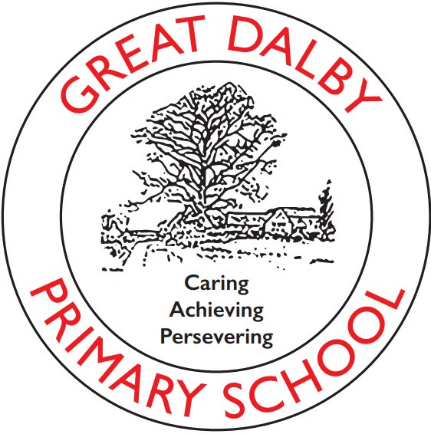 GREAT DALBY
Caring
Achieving
Persevering
PRIMARY SCHOOL